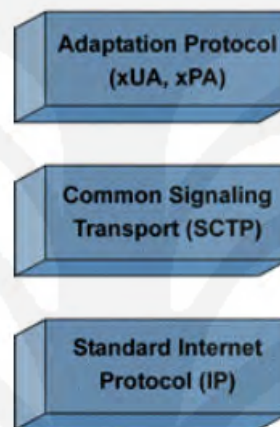 Adaptation Protocol
(xUA, xPA)
Common Signaling
Transport (SCTP)
Standard Internet
Protocol (IP)